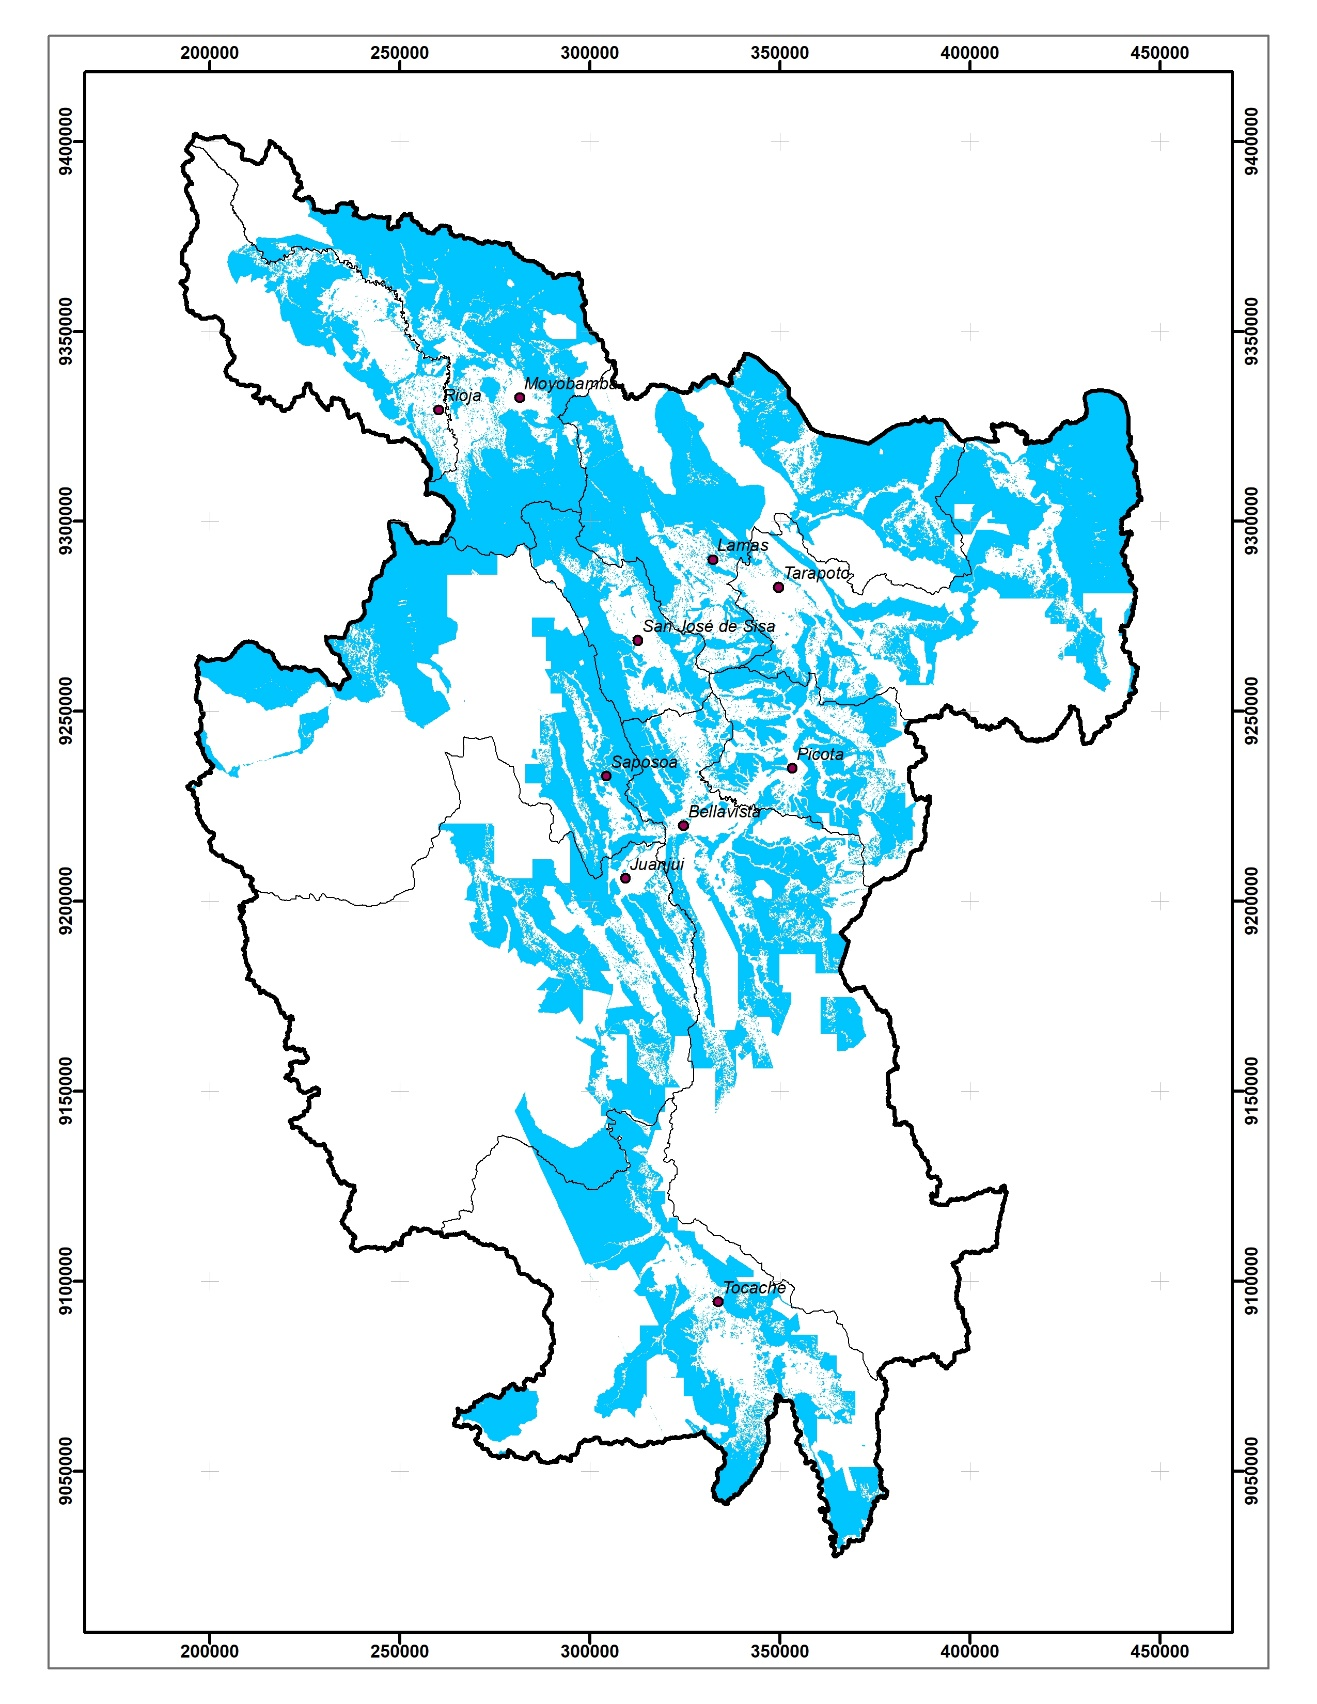 200000 250000 300000 350000 400000 450000
9400000 9400000
9350000 9350000
Moyobamba
Rioja
9300000 9300000
Lamas
Tarapoto
San José de Sisa
9250000 9250000
Picota
Saposoa
Bellavista
Juanjui
9200000 9200000
9150000 9150000
9100000 9100000
Tocache
9050000 9050000
200000 250000 300000 350000 400000 450000